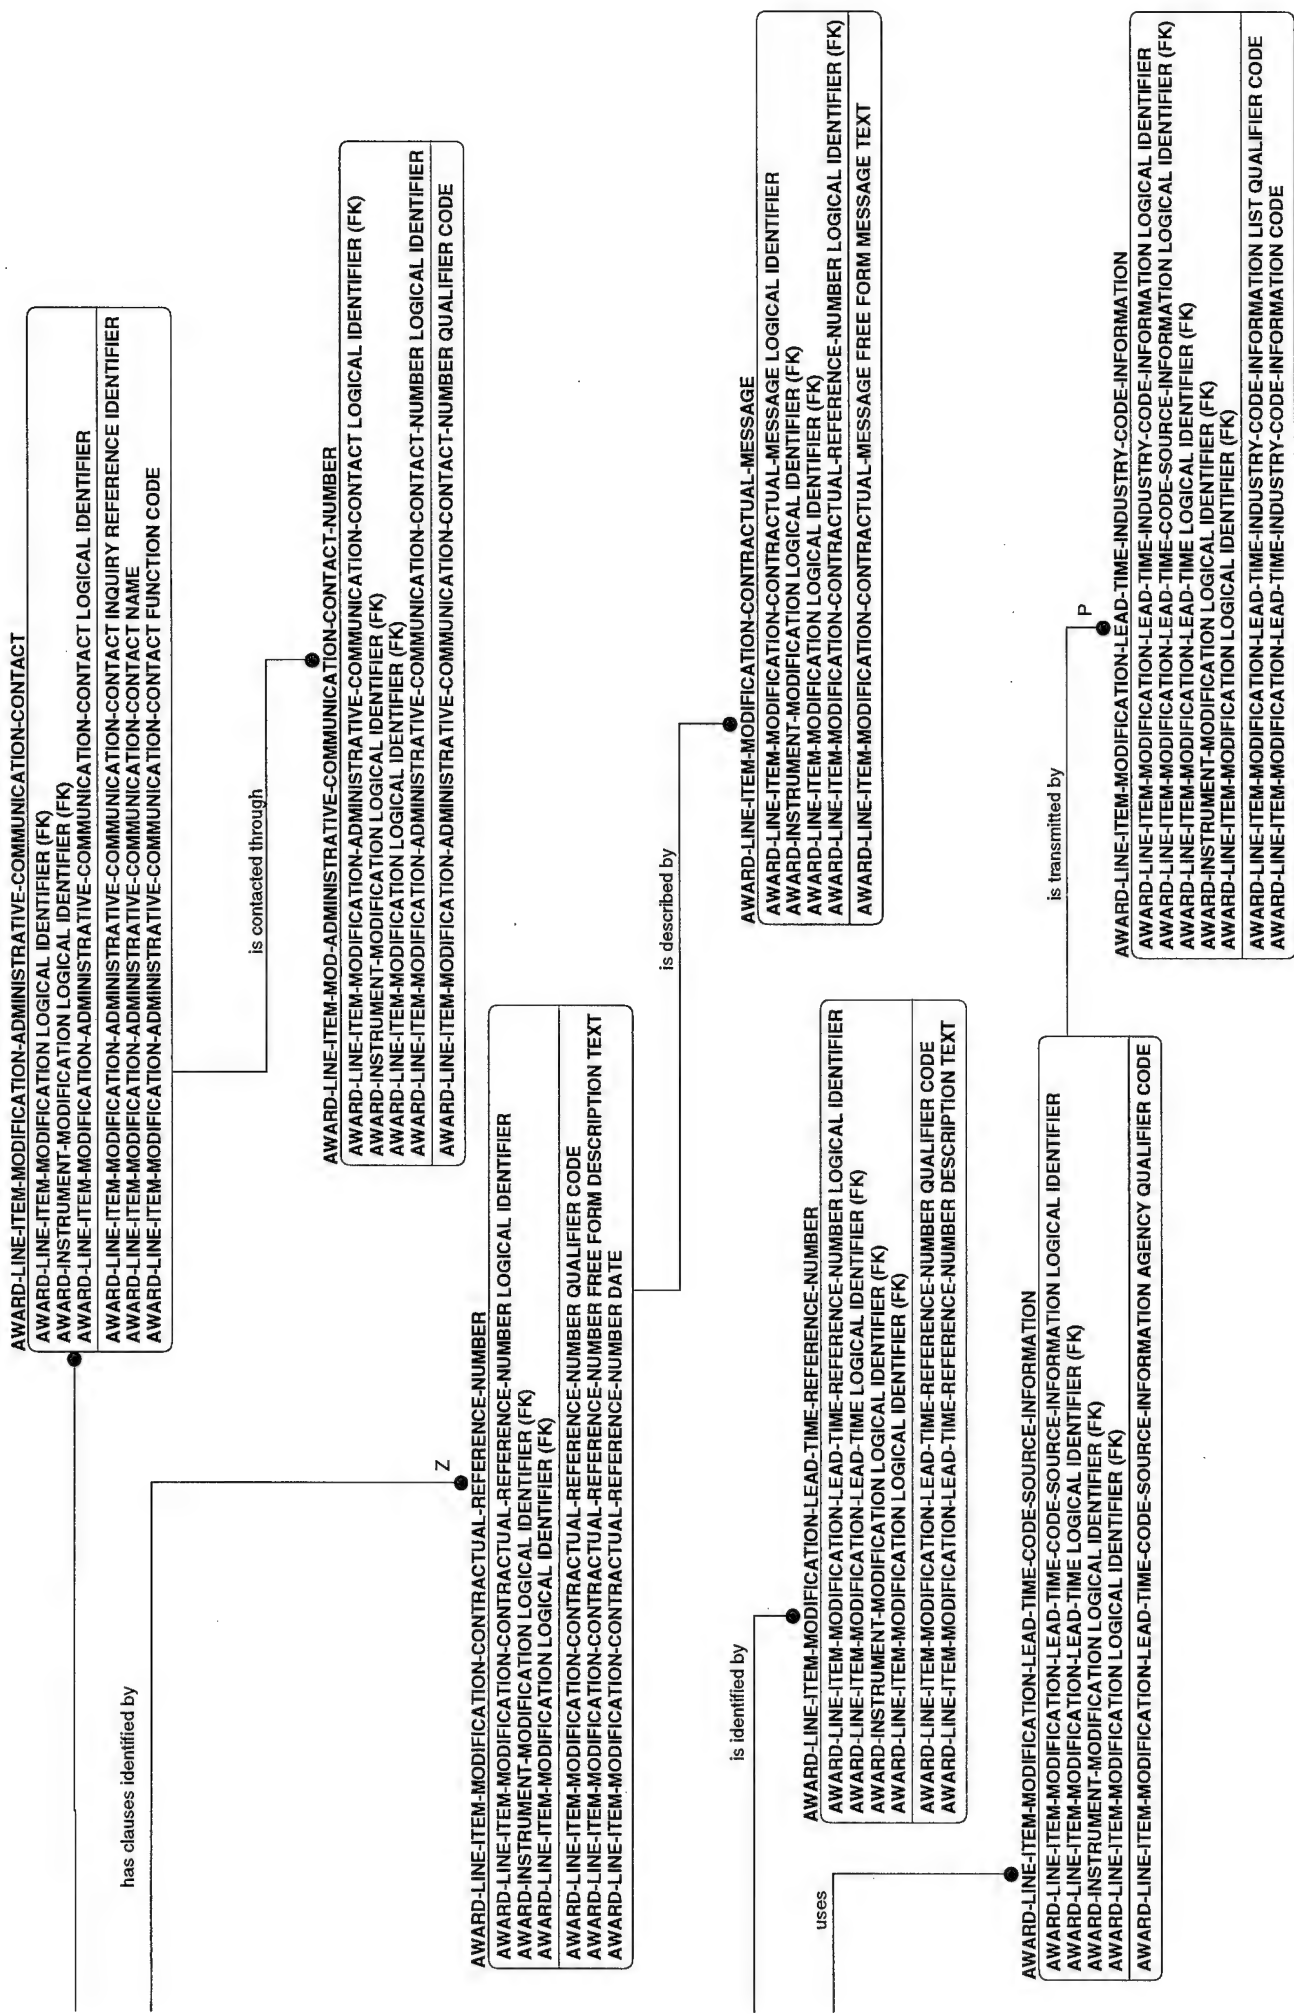 AWARD-LINE-ITEM-MODIFICATION-ADMINISTRATIVE-COMMUNICATION-CONTACT
AWARD-LINE-ITEM-MODIFICATION LOGICAL IDENTIFIER (FK)
AWARD-INSTRUMENT-MODIFICATION LOGICAL IDENTIFIER (FK)
AWARD-LINE-ITEM-MODIFICATION-ADMINISTRATIVE-COMMUNICATION-CONTACT LOGICAL IDENTIFIER
AWARD-LINE-ITEM-MODIFICATION-ADMINISTRATIVE-COMMUNICATION-CONTACT INQUIRY REFERENCE IDENTIFIER
AWARD-LINE-ITEM-MODIFICATION-ADMINISTRATIVE-COMMUNICATION-CONTACT NAME
AWARD-LINE-ITEM-MODIFICATION-ADMINISTRATIVE-COMMUNICATION-CONTACT FUNCTION CODE
has clauses identified by
is contacted through
AWARD-LINE-ITEM-MOD-ADMINISTRATIVE-COMMUNICATION-CONTACT-NUMBER
AWARD-LINE-ITEM-MODIFICATION-ADMINISTRATIVE-COMMUNICATION-CONTACT LOGICAL IDENTIFIER (FK)
AWARD-INSTRUMENT-MODIFICATION LOGICAL IDENTIFIER (FK)
AWARD-LINE-ITEM-MODIFICATION LOGICAL IDENTIFIER (FK)
AWARD-LINE-ITEM-MODIFICATION-ADMINISTRATIVE-COMMUNICATION-CONTACT-NUMBER LOGICAL IDENTIFIER
AWARD-LINE-ITEM-MODIFICATION-ADMINISTRATIVE-COMMUNICATION-CONTACT-NUMBER QUALIFIER CODE
Z
AWARD-LINE-ITEM-MODIFICATION-CONTRACTUAL-REFERENCE-NUMBER
AWARD-LINE-ITEM-MODIFICATION-CONTRACTUAL-REFERENCE-NUMBER LOGICAL IDENTIFIER
AWARD-INSTRUMENT-MODIFICATION LOGICAL IDENTIFIER (FK)
AWARD-LINE-ITEM-MODIFICATION LOGICAL IDENTIFIER (FK)
AWARD-LINE-ITEM-MODIFICATION-CONTRACTUAL-REFERENCE-NUMBER QUALIFIER CODE
AWARD-LINE-ITEM-MODIFICATION-CONTRACTUAL-REFERENCE-NUMBER FREE FORM DESCRIPTION TEXT
AWARD-LINE-ITEM-MODIFICATION-CONTRACTUAL-REFERENCE-NUMBER DATE
is described by
AWARD-LINE-ITEM-MODIFICATION-CONTRACTUAL-MESSAGE
AWARD-LINE-ITEM-MODIFICATION-CONTRACTUAL-MESSAGE LOGICAL IDENTIFIER
AWARD-INSTRUMENT-MODIFICATION LOGICAL IDENTIFIER (FK)
AWARD-LINE-ITEM-MODIFICATION LOGICAL IDENTIFIER (FK)
AWARD-LINE-ITEM-MODIFICATION-CONTRACTUAL-REFERENCE-NUMBER LOGICAL IDENTIFIER (FK)
AWARD-LINE-ITEM-MODIFICATION-CONTRACTUAL-MESSAGE FREE FORM MESSAGE TEXT
is identified by
AWARD-LINE-ITEM-MODIFICATION-LEAD-TIME-REFERENCE-NUMBER
AWARD-LINE-ITEM-MODIFICATION-LEAD-TIME-REFERENCE-NUMBER LOGICAL IDENTIFIER
AWARD-LINE-ITEM-MODIFICATION-LEAD-TIME LOGICAL IDENTIFIER (FK)
AWARD-INSTRUMENT-MODIFICATION LOGICAL IDENTIFIER (FK)
AWARD-LINE-ITEM-MODIFICATION LOGICAL IDENTIFIER (FK)
AWARD-LINE-ITEM-MODIFICATION-LEAD-TIME-REFERENCE-NUMBER QUALIFIER CODE
AWARD-LINE-ITEM-MODIFICATION-LEAD-TIME-REFERENCE-NUMBER DESCRIPTION TEXT
uses
AWARD-LINE-ITEM-MODIFICATION-LEAD-TIME-CODE-SOURCE-INFORMATION
AWARD-LINE-ITEM-MODIFICATION-LEAD-TIME-CODE-SOURCE-INFORMATION LOGICAL IDENTIFIER
AWARD-LINE-ITEM-MODIFICATION-LEAD-TIME LOGICAL IDENTIFIER (FK)
AWARD-INSTRUMENT-MODIFICATION LOGICAL IDENTIFIER (FK)
AWARD-LINE-ITEM-MODIFICATION LOGICAL IDENTIFIER (FK)
AWARD-LINE-ITEM-MODIFICATION-LEAD-TIME-CODE-SOURCE-INFORMATION AGENCY QUALIFIER CODE
is transmitted by
P
AWARD-LINE-ITEM-MODIFICATION-LEAD-TIME-INDUSTRY-CODE-INFORMATION
AWARD-LINE-ITEM-MODIFICATION-LEAD-TIME-INDUSTRY-CODE-INFORMATION LOGICAL IDENTIFIER
AWARD-LINE-ITEM-MODIFICATION-LEAD-TIME-CODE-SOURCE-INFORMATION LOGICAL IDENTIFIER (FK)
AWARD-LINE-ITEM-MODIFICATION-LEAD-TIME LOGICAL IDENTIFIER (FK)
AWARD-INSTRUMENT-MODIFICATION LOGICAL IDENTIFIER (FK)
AWARD-LINE-ITEM-MODIFICATION LOGICAL IDENTIFIER (FK)
AWARD-LINE-ITEM-MODIFICATION-LEAD-TIME-INDUSTRY-CODE-INFORMATION LIST QUALIFIER CODE
AWARD-LINE-ITEM-MODIFICATION-LEAD-TIME-INDUSTRY-CODE-INFORMATION CODE